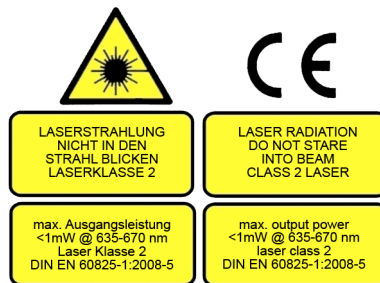 CE
LASERSTRAHLUNG
NICHT IN DEN
STRAHL BLICKEN
LASERKLASSE 2
LASER RADIATION
DO NOT STARE
INTO BEAM
CLASS 2 LASER
max. Ausgangsleistung
<1mW @ 635-670 nm
Laser Klasse 2
DIN EN 60825-1:2008-5
max. output power
<1mW @ 635-670 nm
laser class 2
DIN EN 60825-1:2008-5